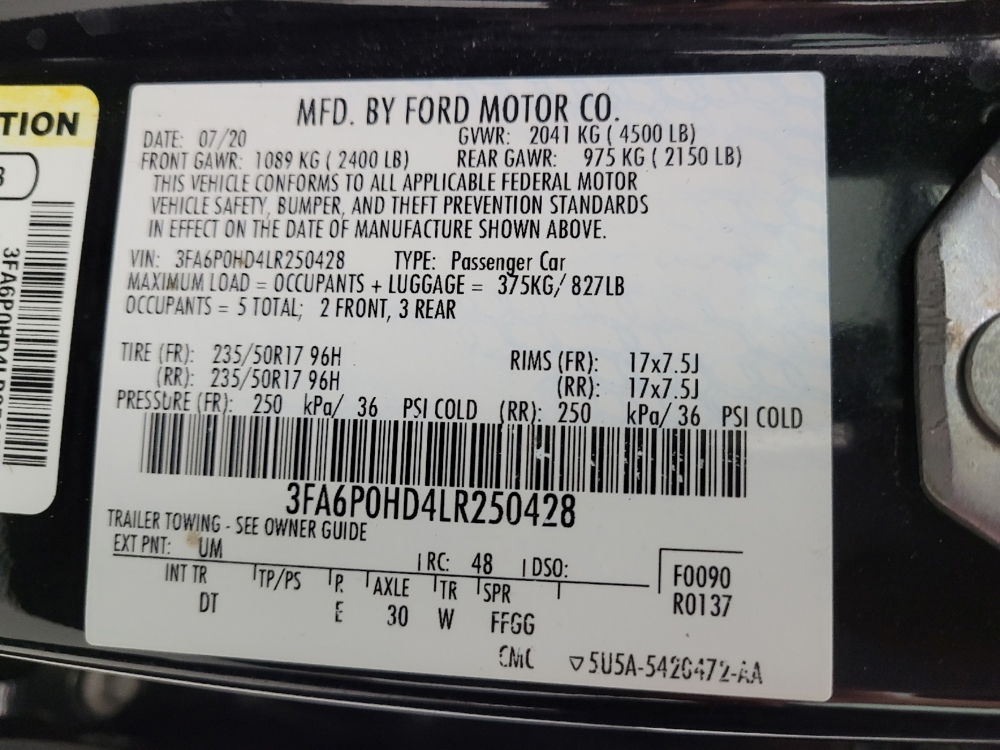 TION
3
3FA6P0HD4LR
MFD. BY FORD MOTOR CO.
DATE: 07/20 GVWR: 2041 KG ( 4500 LB)
FRONT GAWR: 1089 KG ( 2400 LB) REAR GAWR: 975 KG ( 2150 LB)
THIS VEHICLE CONFORMS TO ALL APPLICABLE FEDERAL MOTOR
VEHICLE SAFETY, BUMPER, AND THEFT PREVENTION STANDARDS
IN EFFECT ON THE DATE OF MANUFACTURE SHOWN ABOVE.
VIN: 3FA6P0HD4LR250428 TYPE: Passenger Car
MAXIMUM LOAD = OCCUPANTS + LUGGAGE = 375KG/ 827LB
OCCUPANTS = 5 TOTAL; 2 FRONT, 3 REAR
TIRE (FR): 235/50R17 96H RIMS (FR): 17x7.5J
(RR): 235/50R17 96H (RR): 17x7.5J
PRESSURE (FR): 250 kPa/ 36 PSI COLD (RR): 250 kPa/ 36 PSI COLD
3FA6P0HD4LR250428
TRAILER TOWING - SEE OWNER GUIDE
EXT PNT: UM RC: 48 DSO:
INT TR TP/PS P. AXLE TR SPR
DT E 30 W FFGG
F0090
R0137
CMC ▽5U5A-5420472-AA